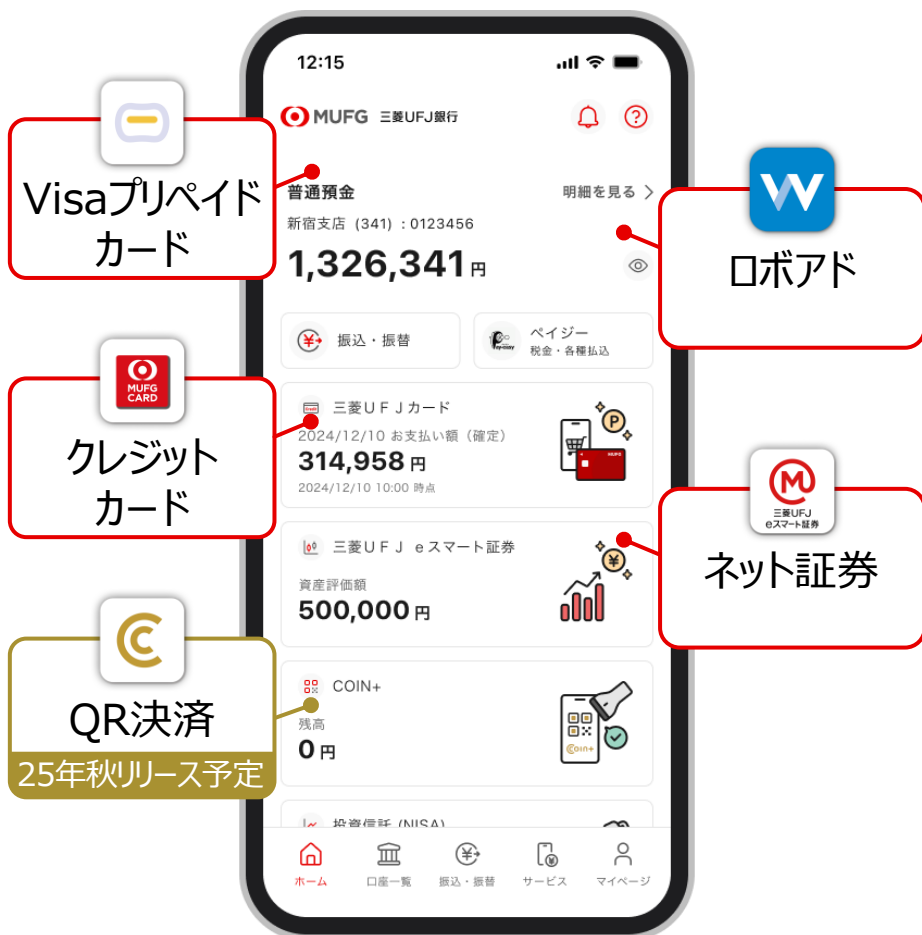 12:15
MUFG 三菱UFJ銀行
Visaプリペイド
カード
普通預金
明細を見る
新宿支店 (341) : 0123456
1,326,341 円
ロボアド
振込・振替
ペイジー
税金・各種払込
MUFG
CARD
クレジット
カード
三菱UFJカード
2024/12/10 お支払い額（確定）
314,958 円
2024/12/10 10:00 時点
P
MUFG
三菱UFJ
eスマート証券
ネット証券
三菱UFJ eスマート証券
資産評価額
500,000 円
QR決済
25年秋リリース予定
COIN+
残高
0 円
Coin+
投資信託 (NISA)
ホーム
口座一覧
振込・振替
サービス
マイページ